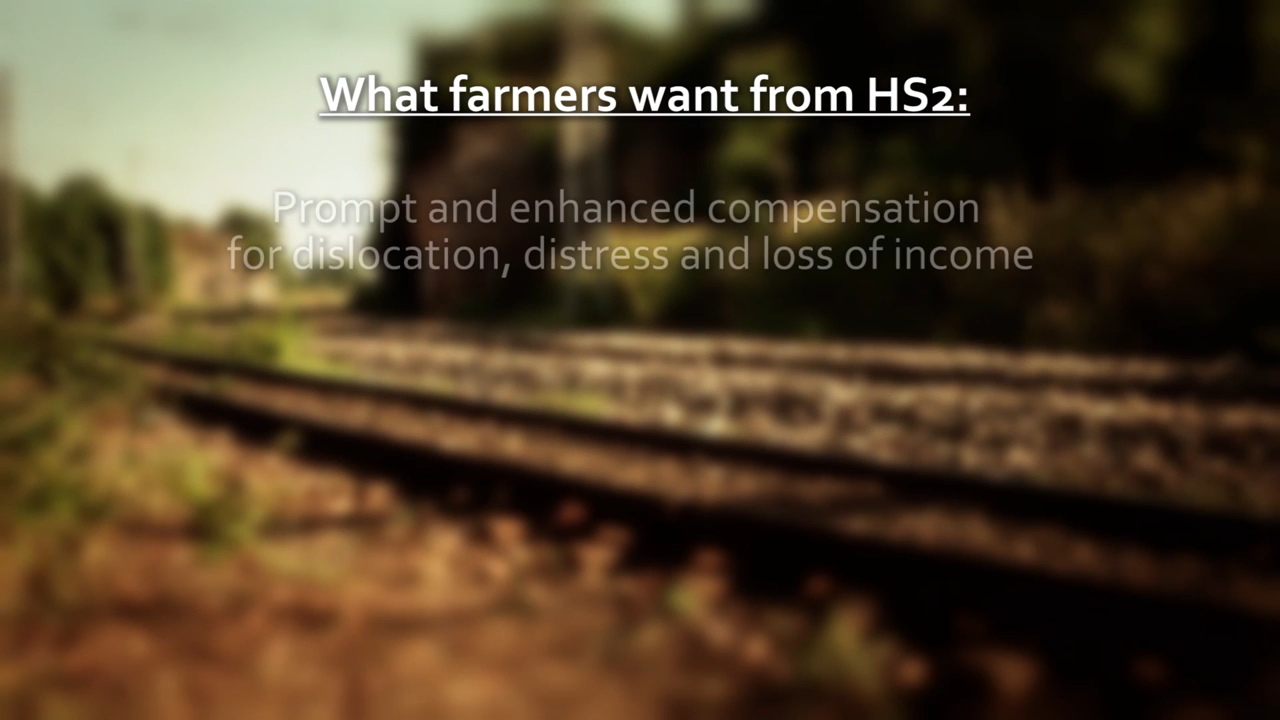 What farmers want from HS2:
Prompt and enhanced compensation
for dislocation, distress and loss of income